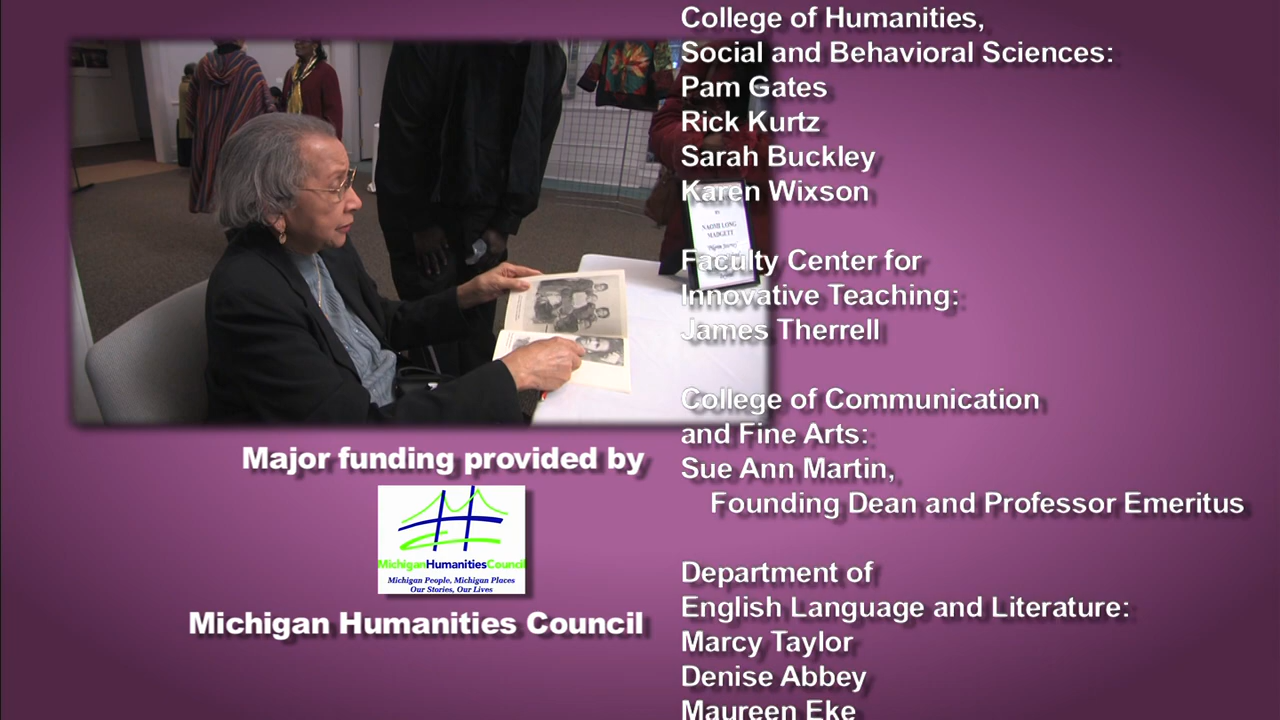 College of Humanities,
Social and Behavioral Sciences:
Pam Gates
Rick Kurtz
Sarah Buckley
Karen Wixson
BY
NAOMI LONG
MADGETT
Faculty Center for
Innovative Teaching:
James Therrell
College of Communication
and Fine Arts:
Sue Ann Martin,
Founding Dean and Professor Emeritus
Department of
English Language and Literature:
Marcy Taylor
Denise Abbey
Maureen Eke
Major funding provided by
MichiganHumanitiesCouncil
Michigan People, Michigan Places
Our Stories, Our Lives
Michigan Humanities Council